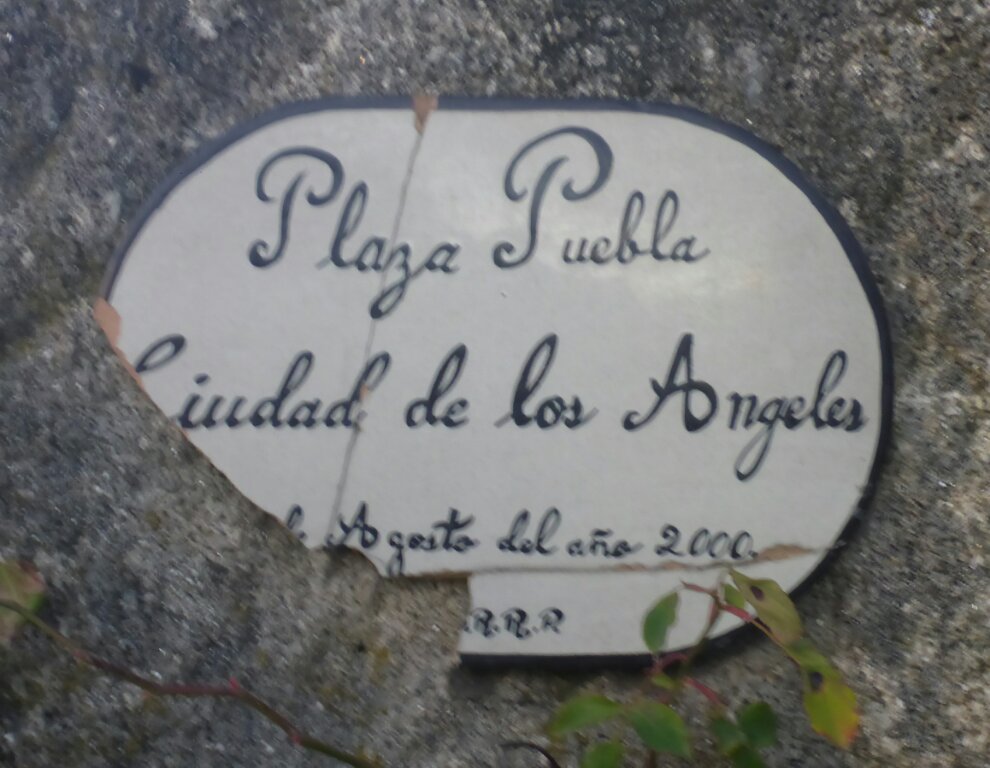 Plaza Puebla
Ciudad de los Angeles
Agosto del año 2000.
R.R.R